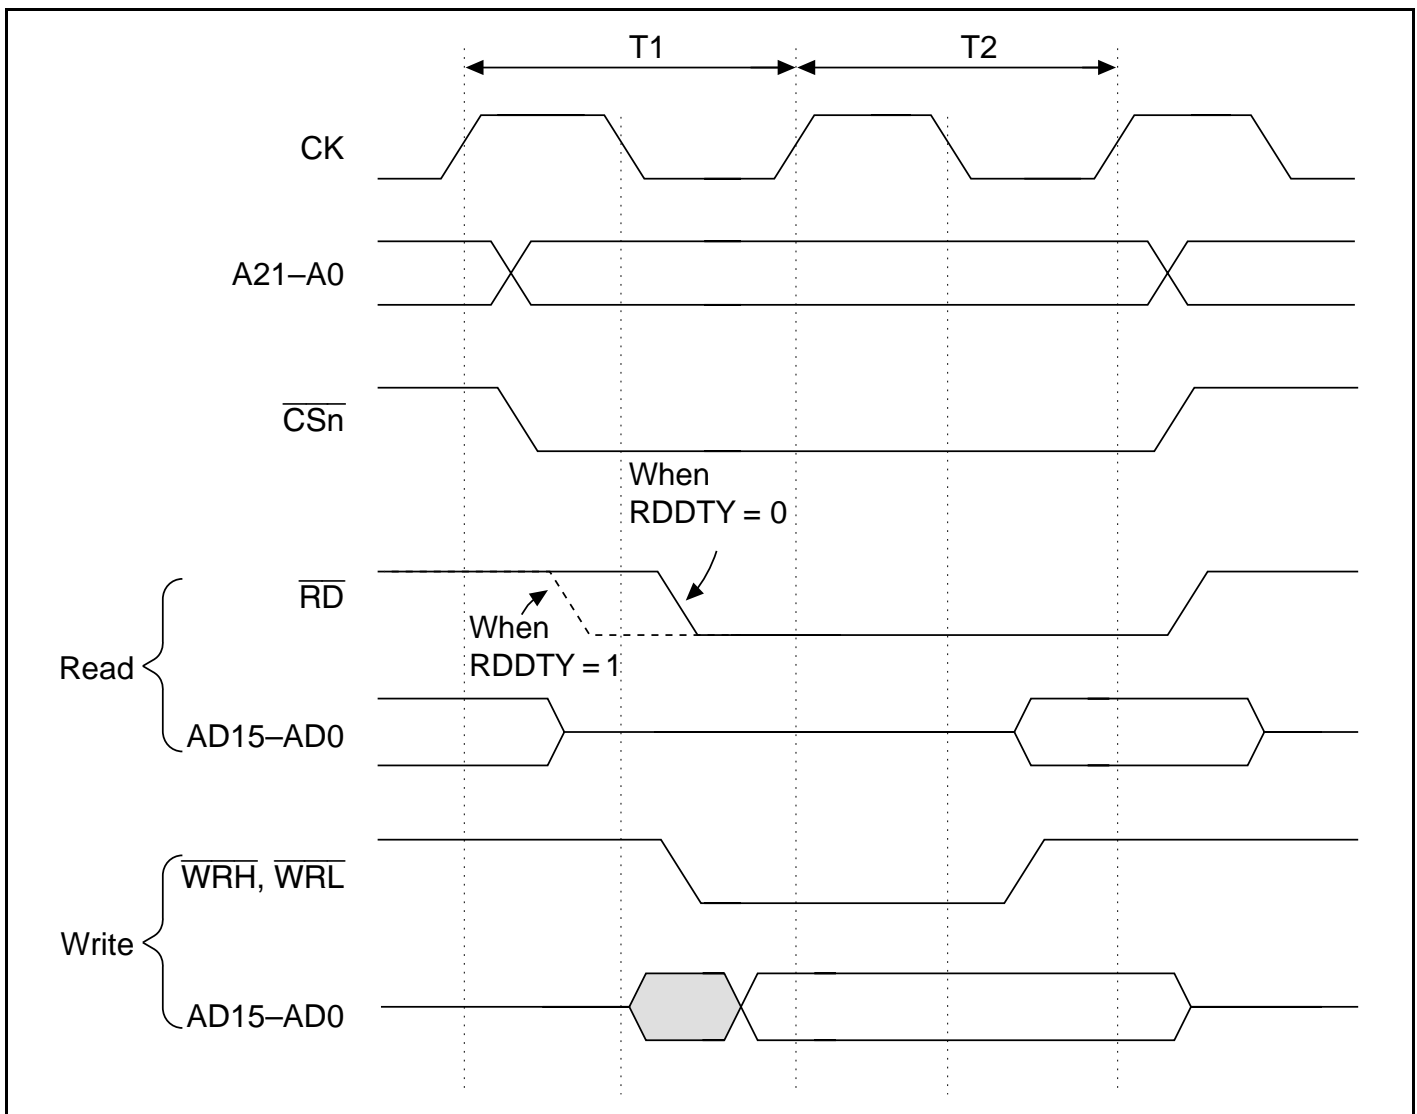 T1 T2
CK
A21–A0
CSn
When
RDDTY = 0
RD
When
RDDTY = 1
Read
AD15–AD0
WRH, WRL
Write
AD15–AD0